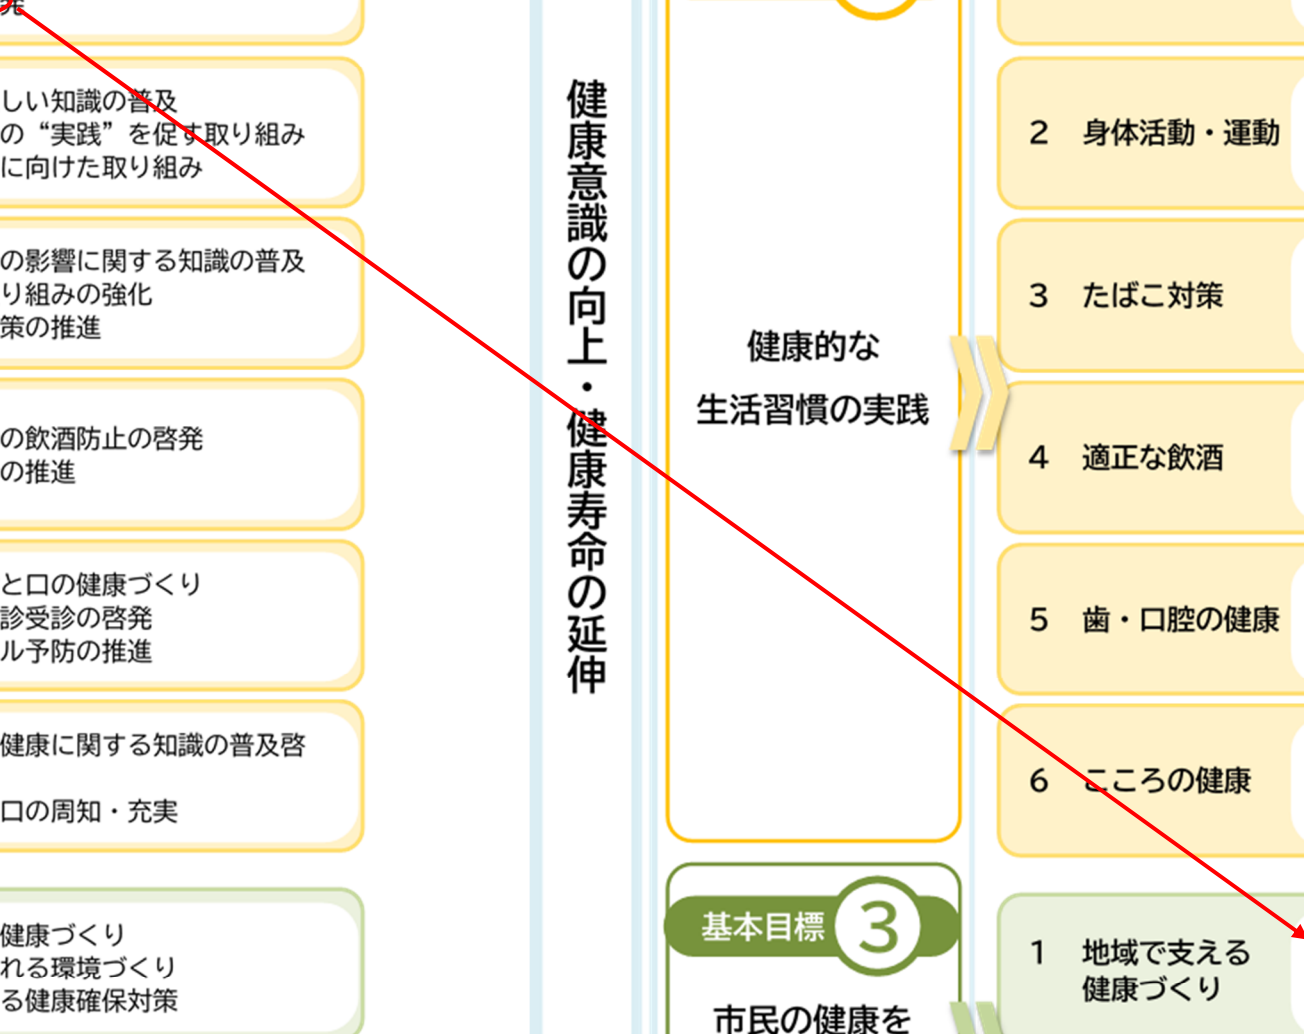 発
しい知識の普及
の“実践”を促す取り組み
に向けた取り組み
の影響に関する知識の普及
り組みの強化
策の推進
の飲酒防止の啓発
の推進
と口の健康づくり
診受診の啓発
ル予防の推進
健康に関する知識の普及啓
口の周知・充実
健康づくり
れる環境づくり
る健康確保対策
健康意識の向上・健康寿命の延伸
健康的な
生活習慣の実践
基本目標 3
市民の健康を
2 身体活動・運動
3 たばこ対策
4 適正な飲酒
5 歯・口腔の健康
6 こころの健康
1 地域で支える
健康づくり